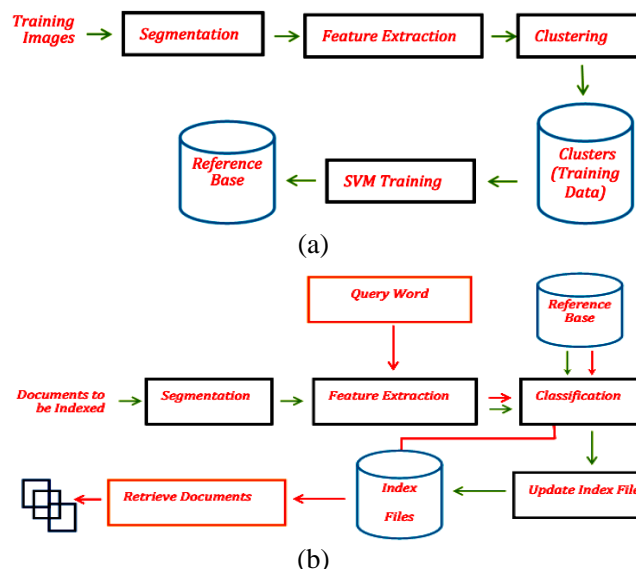 Training
Images
Segmentation
Feature Extraction
Clustering
Reference
Base
SVM Training
Clusters
(Training
Data)
(a)
Query Word
Reference
Base
Documents to
be Indexed
Segmentation
Feature Extraction
Classification
Retrieve Documents
Index
Files
Update Index File
(b)